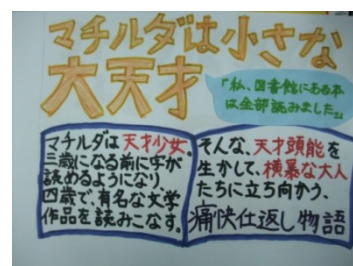 マチルダは小さな
大天才
「私、図書館にある本
は全部読みました。」
マチルダは天才少女。
三歳になる前に字が
読めるようになり、
四歳で、有名な文学
作品を読みこなす。
そんな、天才頭能を
生かして、横暴な大人
たちに立ち向かう、
痛快仕返し物語